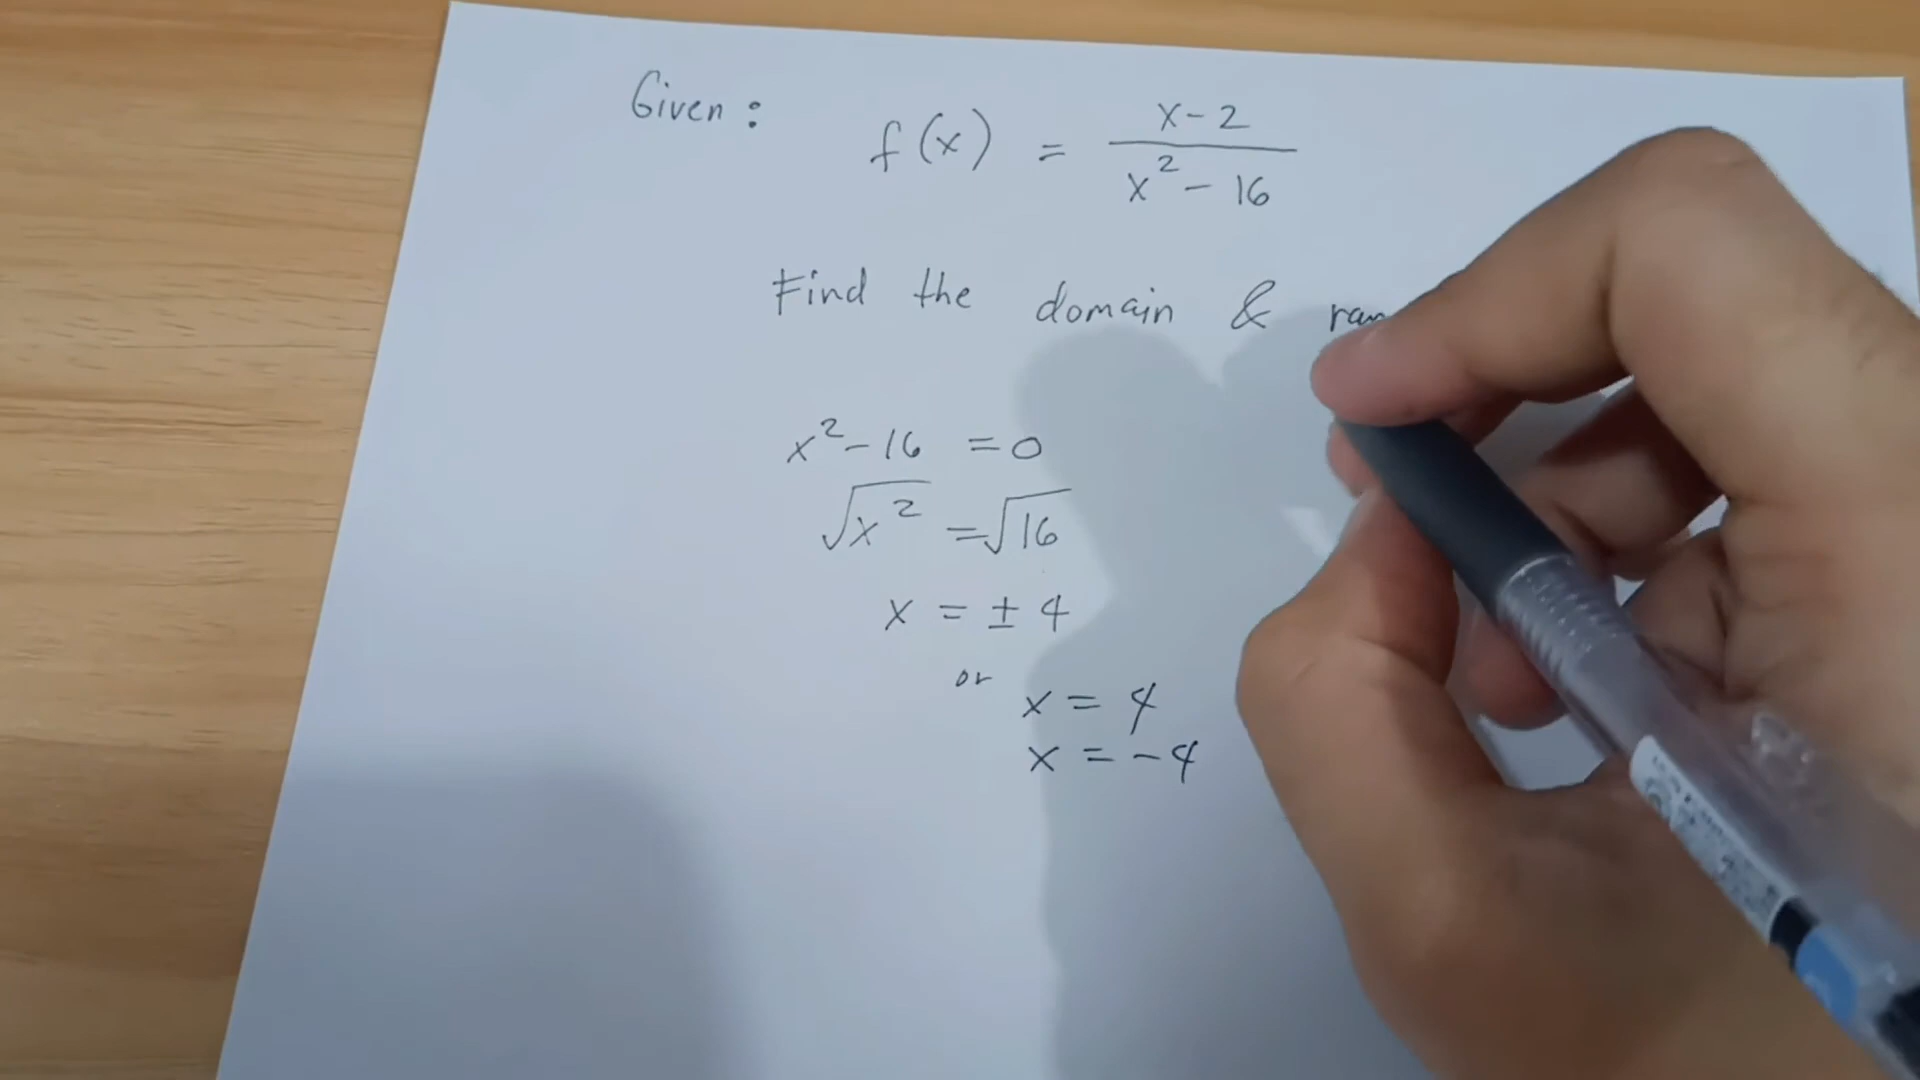 Given : f(x) = x-2 / x² - 16
Find the domain &
x² - 16 = 0
√x² = √16
x = ± 4
or x = 4
x = -4